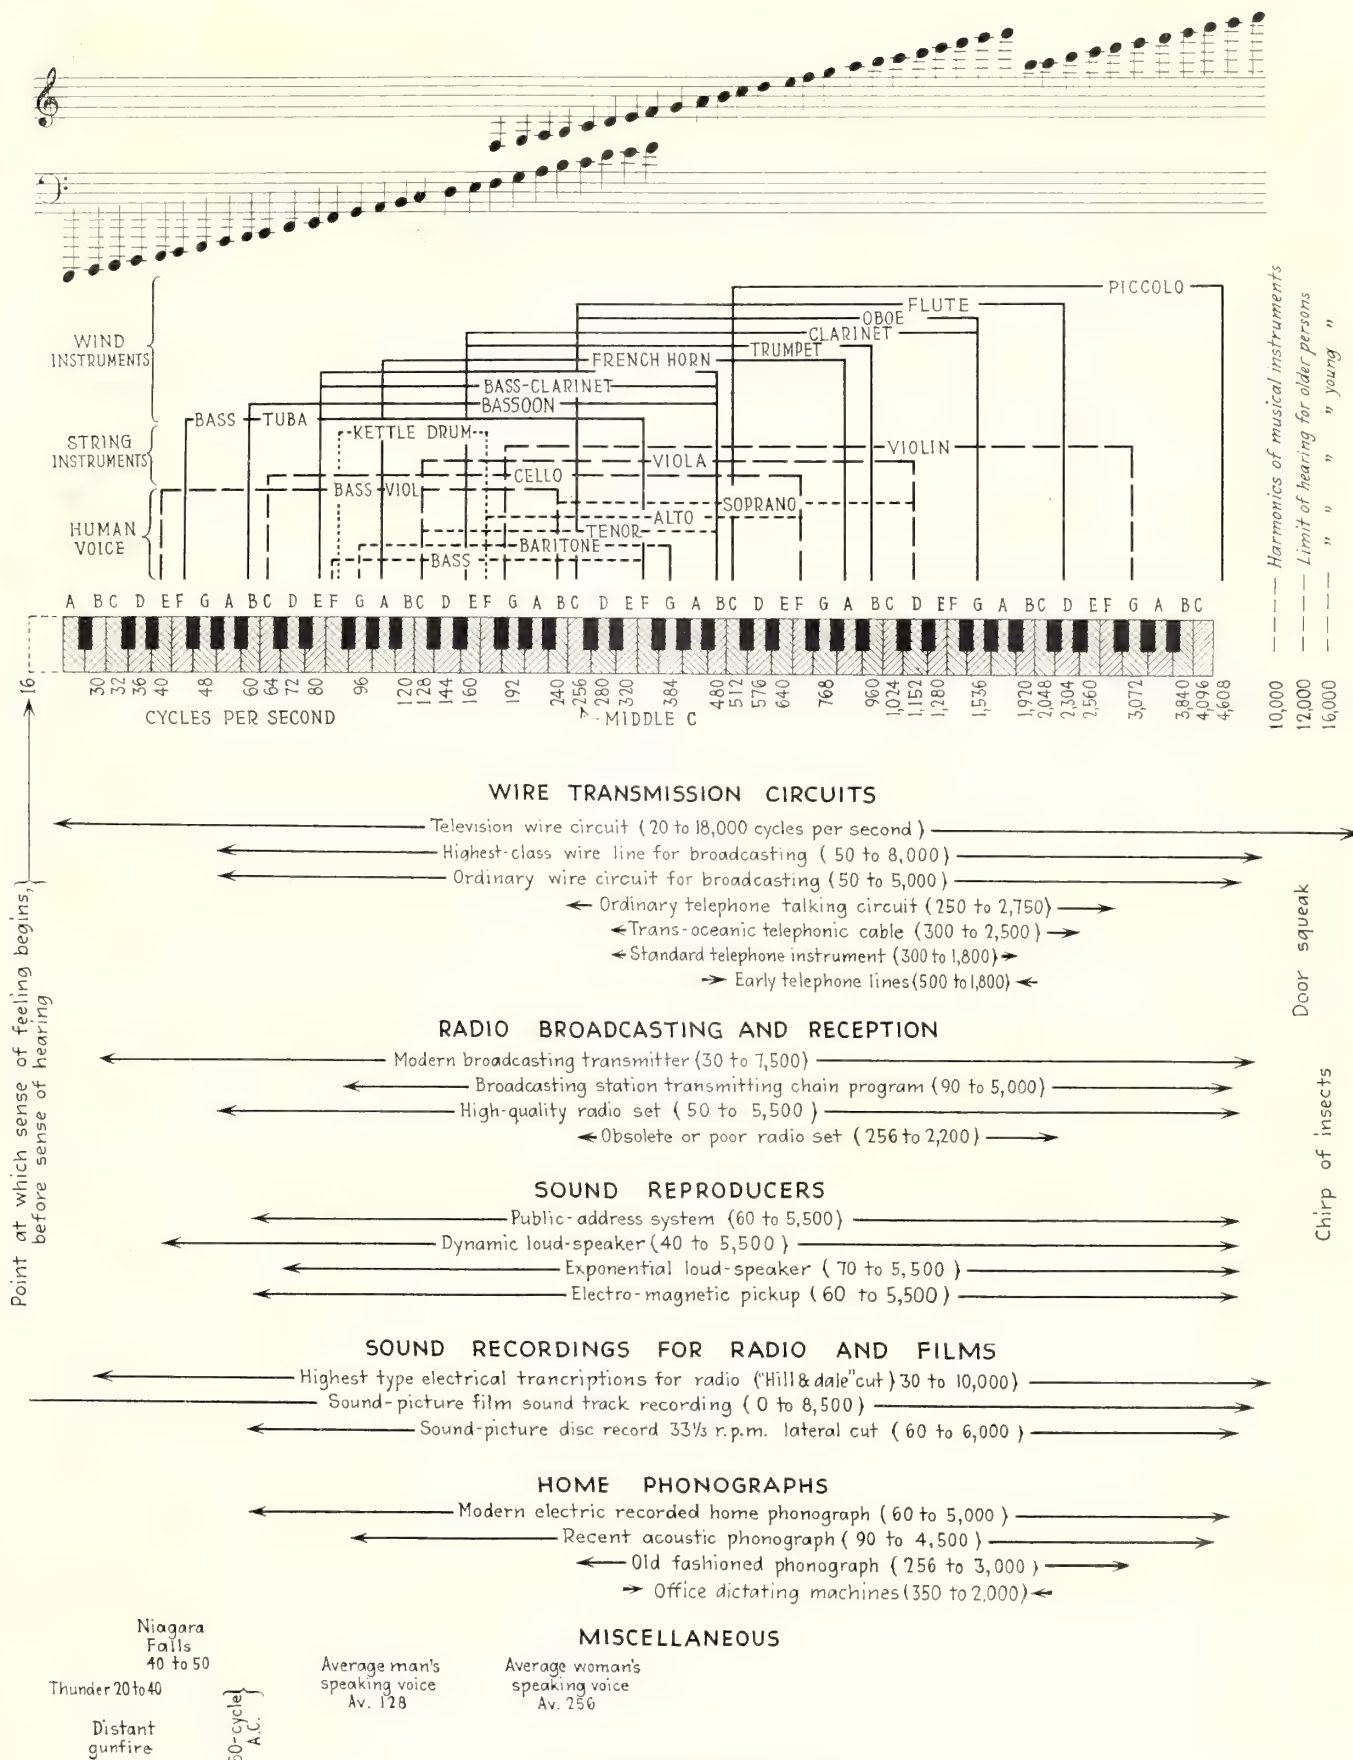 PICCOLO
FLUTE
OBOE
CLARINET
TRUMPET
FRENCH HORN
BASS-CLARINET
BASSOON
BASS TUBA
WIND
INSTRUMENTS
KETTLE DRUM
STRING
INSTRUMENTS
VIOLIN
VIOLA
CELLO
BASS VIOL
HUMAN
VOICE
SOPRANO
ALTO
TENOR
BARITONE
BASS
A B C D E F G A B C D E F G A B C D E F G A B C D E F G A B C D E F G A B C D E F G A B C D E F G A B C
16 30 32 36 40 48 60 64 72 80 96 120 128 144 160 192 240 256 280 320 384 480 512 576 640 768 960 1,024 1,152 1,280 1,536 1,920 2,048 2,304 2,560 3,072 3,840 4,096 4,608
CYCLES PER SECOND
MIDDLE C
10,000 Harmonics of musical instruments
12,000 Limit of hearing for older persons
16,000 " " " " young "
WIRE TRANSMISSION CIRCUITS
Television wire circuit (20 to 18,000 cycles per second)
Highest-class wire line for broadcasting (50 to 8,000)
Ordinary wire circuit for broadcasting (50 to 5,000)
Ordinary telephone talking circuit (250 to 2,750)
Trans-oceanic telephonic cable (300 to 2,500)
Standard telephone instrument (300 to 1,800)
Early telephone lines (500 to 1,800)
Point at which sense of feeling begins,
before sense of hearing
Door squeak
Chirp of insects
RADIO BROADCASTING AND RECEPTION
Modern broadcasting transmitter (30 to 7,500)
Broadcasting station transmitting chain program (90 to 5,000)
High-quality radio set (50 to 5,500)
Obsolete or poor radio set (256 to 2,200)
SOUND REPRODUCERS
Public-address system (60 to 5,500)
Dynamic loud-speaker (40 to 5,500)
Exponential loud-speaker (70 to 5,500)
Electro-magnetic pickup (60 to 5,500)
SOUND RECORDINGS FOR RADIO AND FILMS
Highest type electrical trancriptions for radio ("Hill & dale" cut) 30 to 10,000)
Sound-picture film sound track recording (0 to 8,500)
Sound-picture disc record 33⅓ r.p.m. lateral cut (60 to 6,000)
HOME PHONOGRAPHS
Modern electric recorded home phonograph (60 to 5,000)
Recent acoustic phonograph (90 to 4,500)
Old fashioned phonograph (256 to 3,000)
Office dictating machines (350 to 2,000)
MISCELLANEOUS
Niagara
Falls
40 to 50
Thunder 20 to 40
Distant
gunfire
60-cycle
A.C.
Average man's
speaking voice
Av. 128
Average woman's
speaking voice
Av. 256